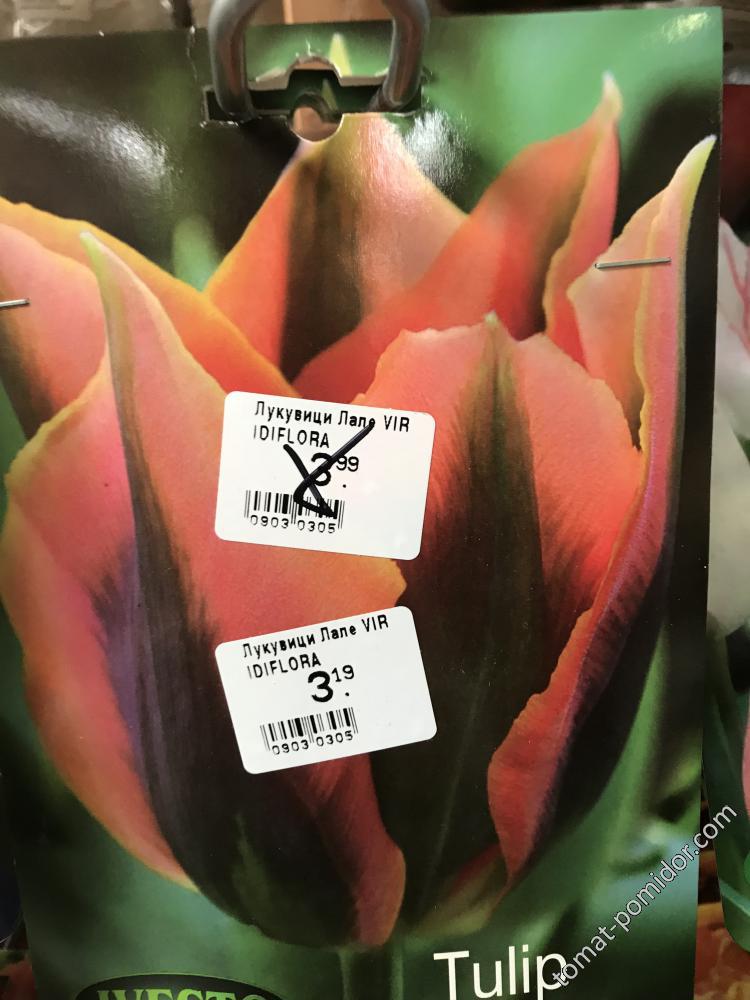 Лукувици Лале VIR
IDIFLORA
3.99
0903 0305
Лукувици Лале VIR
IDIFLORA
3.19
0903 0305
Tulip
tomat-pomidor.com